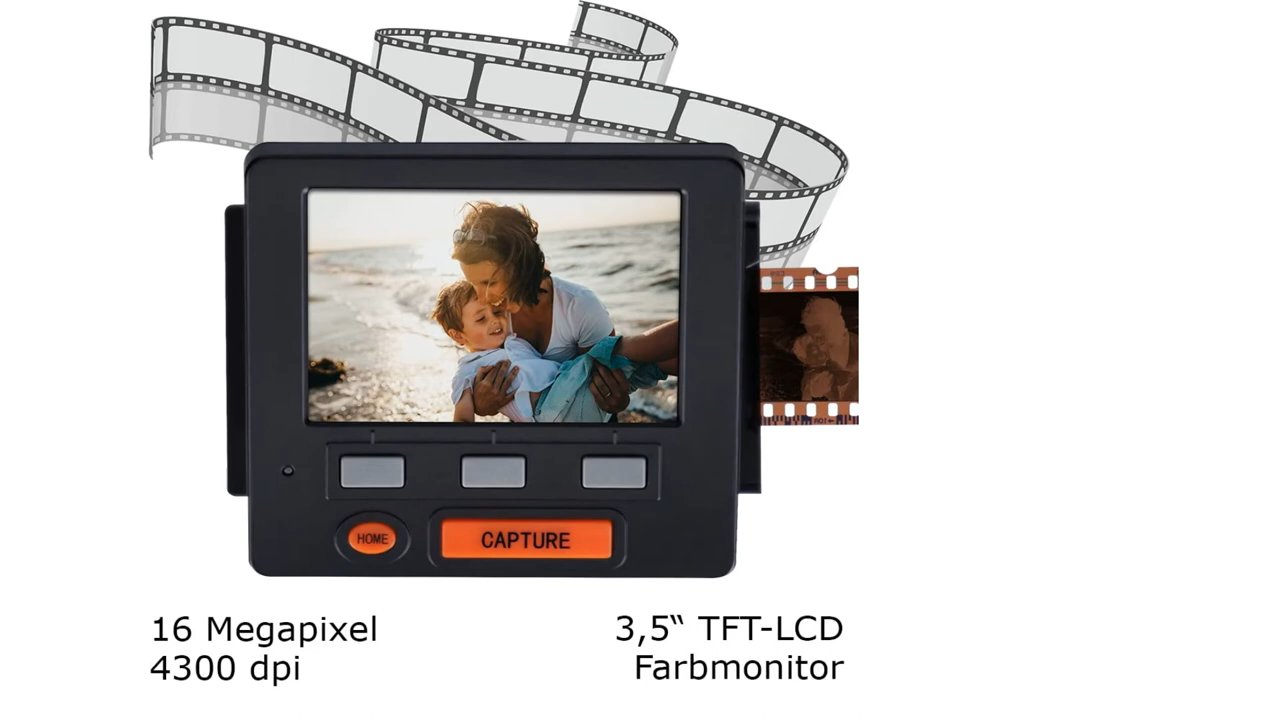 HOME
CAPTURE
16 Megapixel
4300 dpi
3,5“ TFT-LCD
Farbmonitor